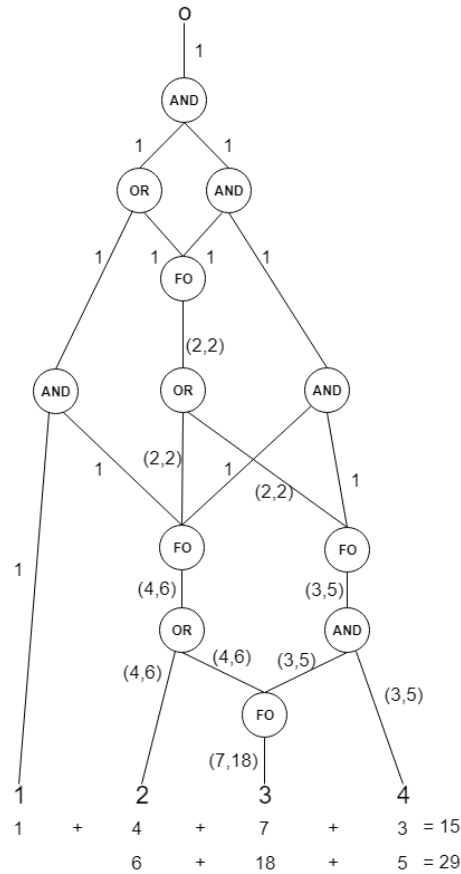 O
1
AND
1 1
OR AND
1 1 1 1
FO
(2,2)
AND OR AND
1 (2,2) 1 (2,2) 1
1
FO FO
(4,6) (3,5)
OR AND
(4,6) (4,6) (3,5) (3,5)
FO
(7,18)
1 2 3 4
1 + 4 + 7 + 3 = 15
6 + 18 + 5 = 29